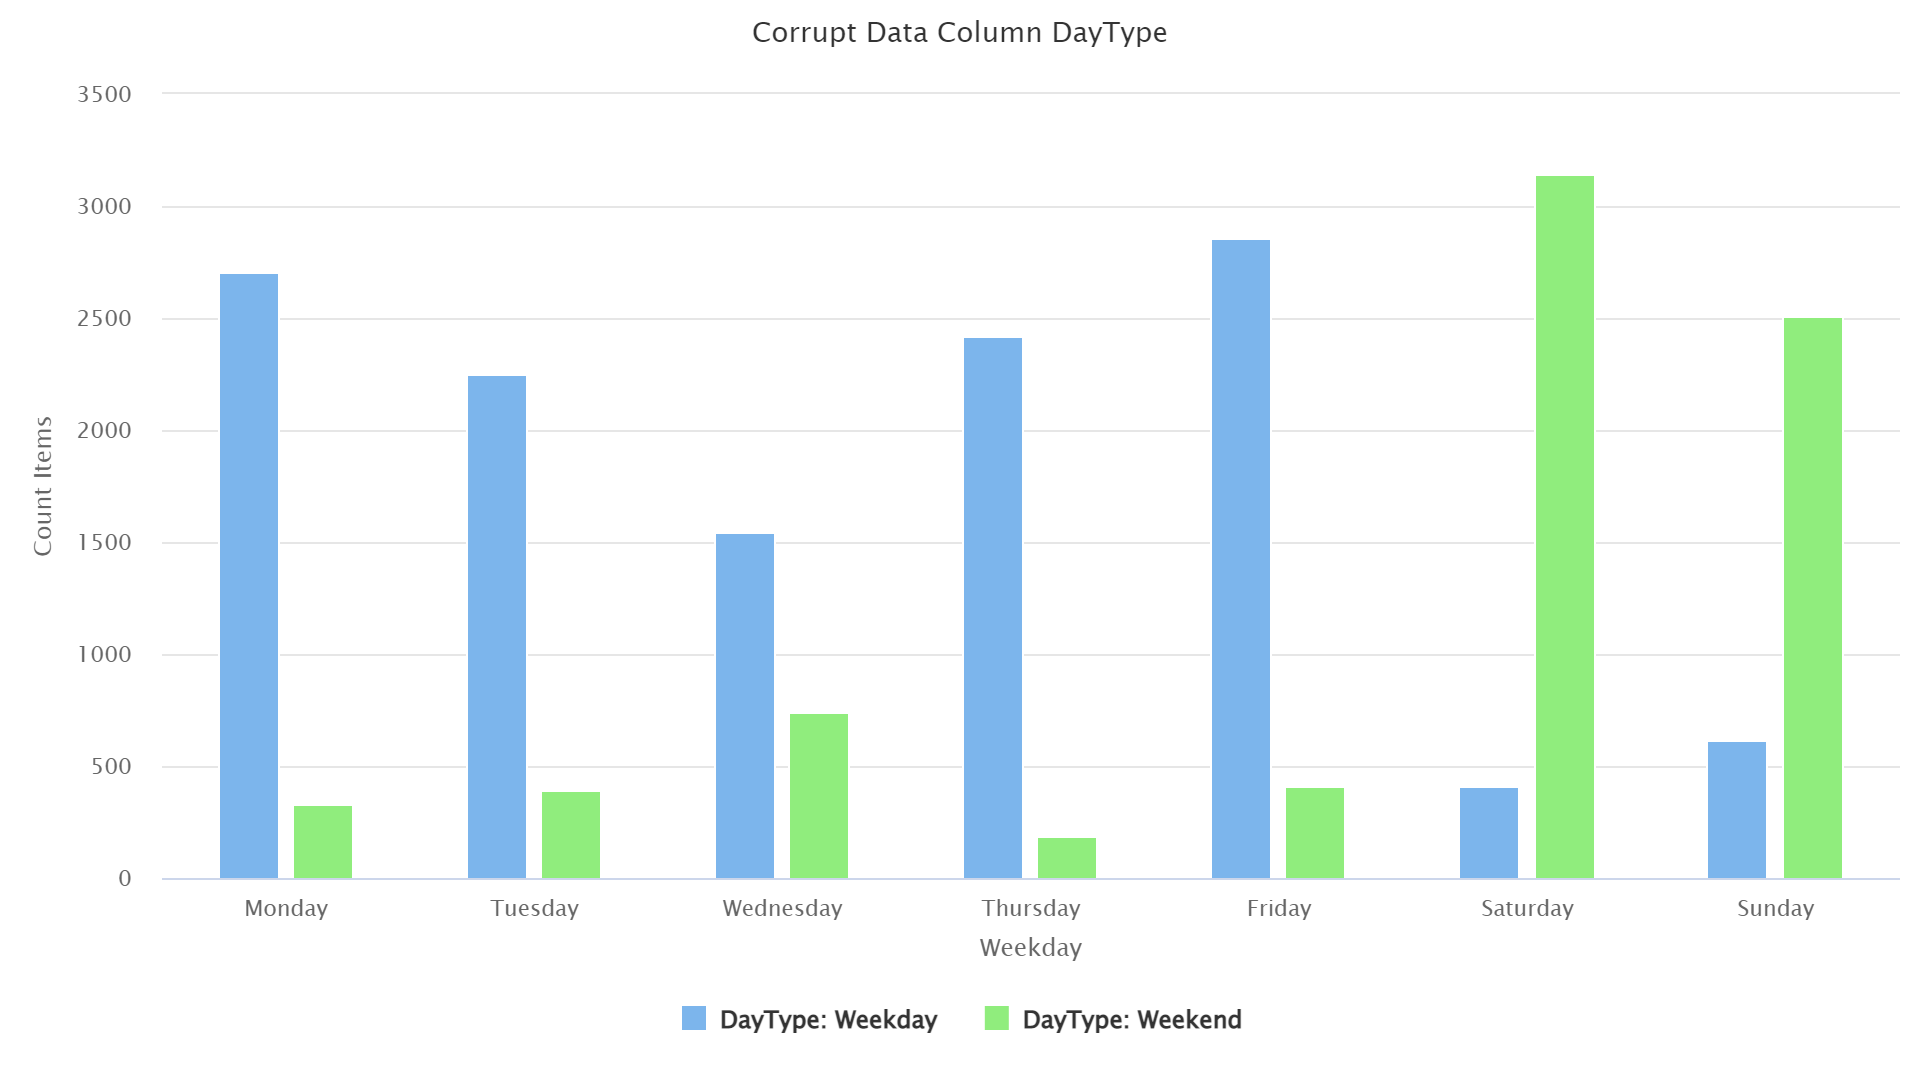 Corrupt Data Column DayType
3500
3000
2500
2000
1500
1000
500
0
Count Items
Monday Tuesday Wednesday Thursday Friday Saturday Sunday
Weekday
DayType: Weekday DayType: Weekend